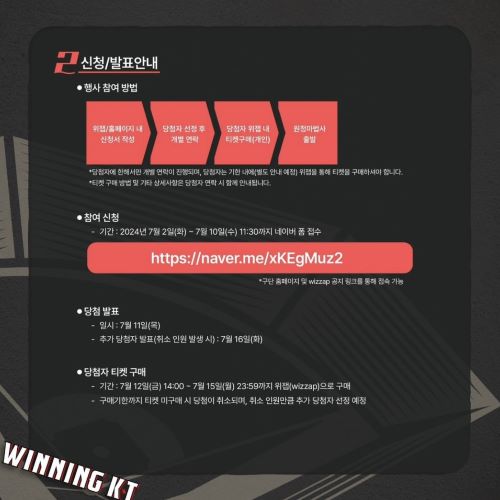 2 신청/발표안내
• 행사 참여 방법
위잽/홈페이지 내
신청서 작성
당첨자 선정 후
개별 연락
당첨자 위잽 내
티켓구매(개인)
원정마법사
출발
*당첨자에 한해서만 개별 연락이 진행되며, 당첨자는 기한 내에(별도 안내 예정) 위잽을 통해 티켓을 구매하셔야 합니다.
*티켓 구매 방법 및 기타 상세사항은 당첨자 연락 시 함께 안내됩니다.
• 참여 신청
- 기간 : 2024년 7월 2일(화) ~ 7월 10일(수) 11:30까지 네이버 폼 접수
https://naver.me/xKEgMuz2
*구단 홈페이지 및 wizzap 공지 링크를 통해 접속 가능
• 당첨 발표
- 일시 : 7월 11일(목)
- 추가 당첨자 발표(취소 인원 발생 시) : 7월 16일(화)
• 당첨자 티켓 구매
- 기간 : 7월 12일(금) 14:00 ~ 7월 15일(월) 23:59까지 위잽(wizzap)으로 구매
- 구매기한까지 티켓 미구매 시 당첨이 취소되며, 취소 인원만큼 추가 당첨자 선정 예정
WINNING KT